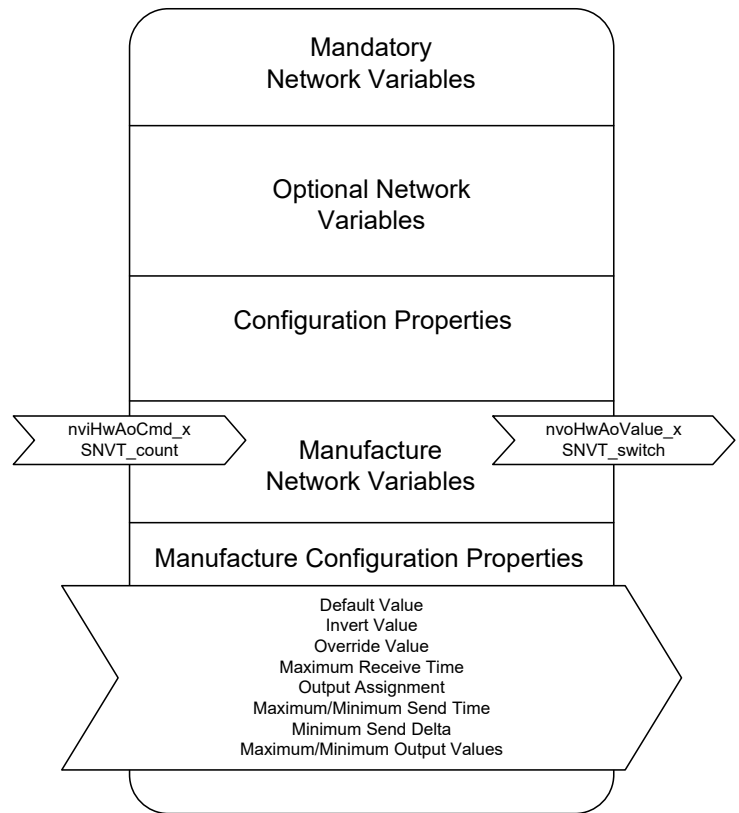 Mandatory
Network Variables
Optional Network
Variables
Configuration Properties
nviHwAoCmd_x
SNVT_count
Manufacture
Network Variables
nvoHwAoValue_x
SNVT_switch
Manufacture Configuration Properties
Default Value
Invert Value
Override Value
Maximum Receive Time
Output Assignment
Maximum/Minimum Send Time
Minimum Send Delta
Maximum/Minimum Output Values